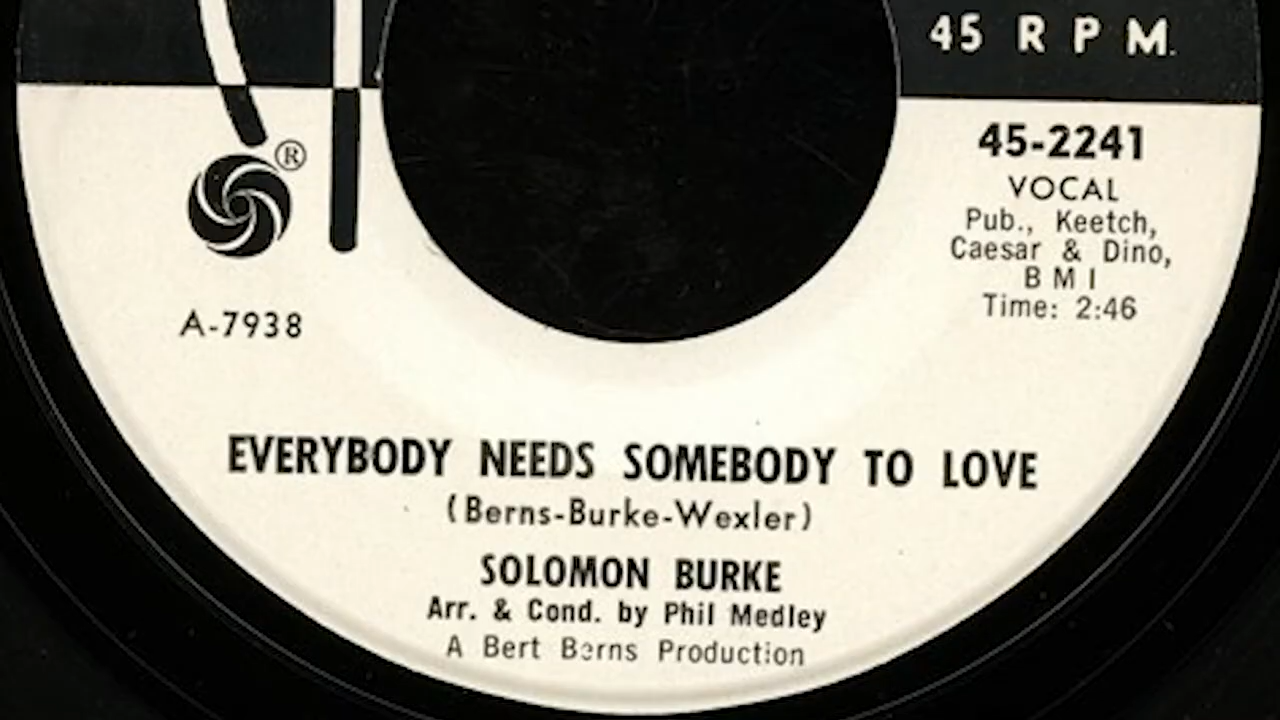 45 R P M.
45-2241
VOCAL
Pub., Keetch,
Caesar & Dino,
B M I
Time: 2:46
®
A-7938
EVERYBODY NEEDS SOMEBODY TO LOVE
(Berns-Burke-Wexler)
SOLOMON BURKE
Arr. & Cond. by Phil Medley
A Bert Berns Production